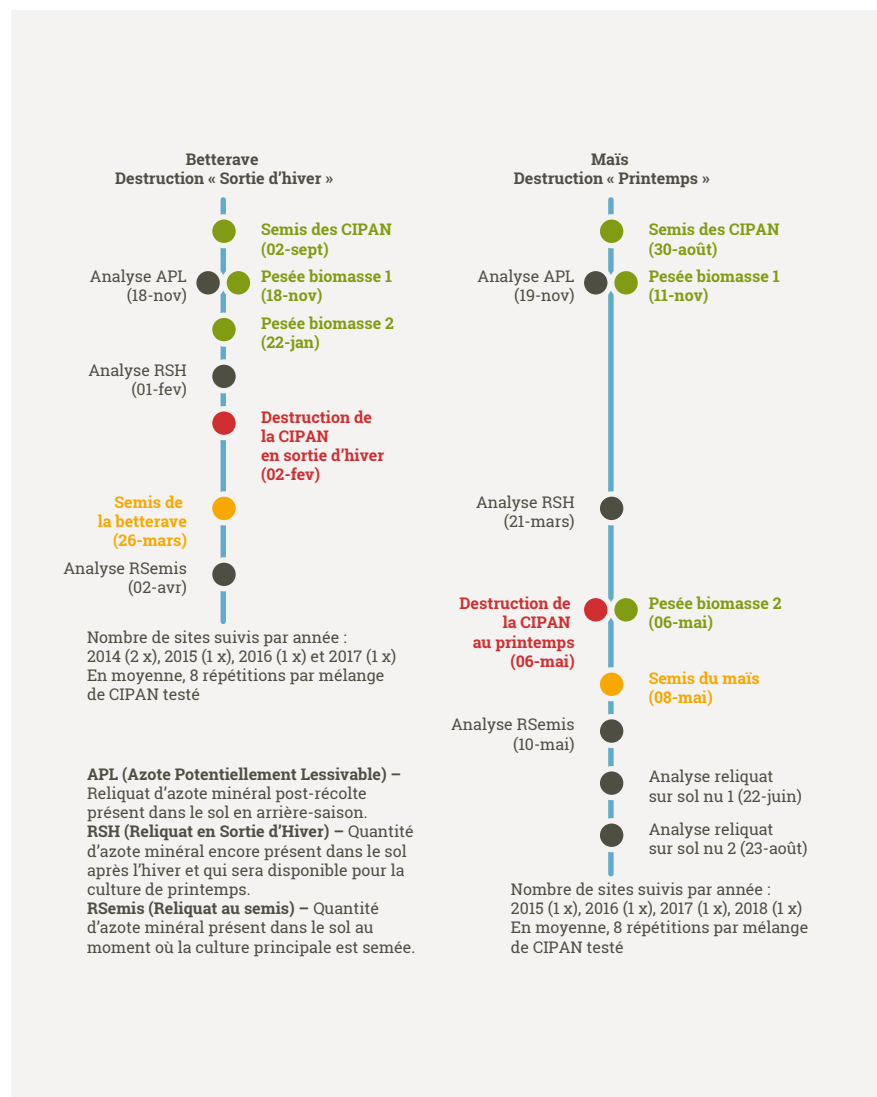 Betterave
Destruction « Sortie d’hiver »
Semis des CIPAN
(02-sept)
Analyse APL
(18-nov)
Pesée biomasse 1
(18-nov)
Pesée biomasse 2
(22-jan)
Analyse RSH
(01-fev)
Destruction de
la CIPAN
en sortie d’hiver
(02-fev)
Semis de
la betterave
(26-mars)
Analyse RSemis
(02-avr)
Nombre de sites suivis par année :
2014 (2 x), 2015 (1 x), 2016 (1 x) et 2017 (1 x)
En moyenne, 8 répétitions par mélange
de CIPAN testé
APL (Azote Potentiellement Lessivable) –
Reliquat d’azote minéral post-récolte
présent dans le sol en arrière-saison.
RSH (Reliquat en Sortie d’Hiver) – Quantité
d’azote minéral encore présent dans le sol
après l’hiver et qui sera disponible pour la
culture de printemps.
RSemis (Reliquat au semis) – Quantité
d’azote minéral présent dans le sol au
moment où la culture principale est semée.
Maïs
Destruction « Printemps »
Semis des CIPAN
(30-août)
Analyse APL
(19-nov)
Pesée biomasse 1
(11-nov)
Analyse RSH
(21-mars)
Destruction de
la CIPAN
au printemps
(06-mai)
Pesée biomasse 2
(06-mai)
Semis du maïs
(08-mai)
Analyse RSemis
(10-mai)
Analyse reliquat
sur sol nu 1 (22-juin)
Analyse reliquat
sur sol nu 2 (23-août)
Nombre de sites suivis par année :
2015 (1 x), 2016 (1 x), 2017 (1 x), 2018 (1 x)
En moyenne, 8 répétitions par mélange
de CIPAN testé